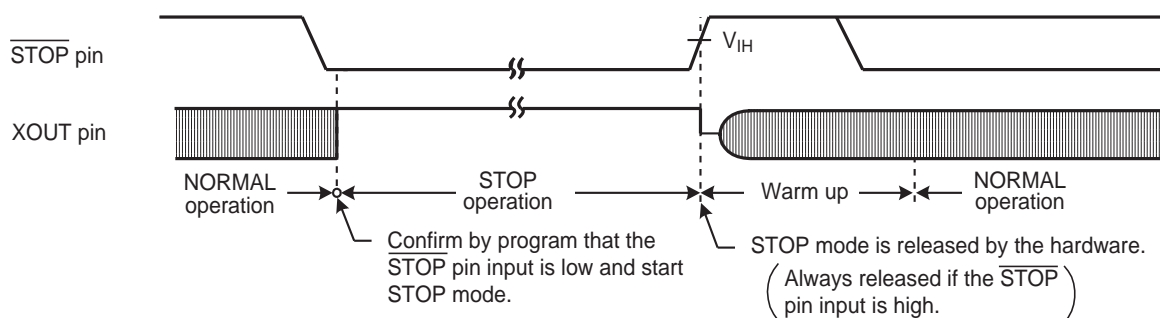 STOP pin
VIH
XOUT pin
NORMAL
operation
STOP
operation
Warm up
NORMAL
operation
Confirm by program that the
STOP pin input is low and start
STOP mode.
STOP mode is released by the hardware.
( Always released if the STOP
pin input is high. )